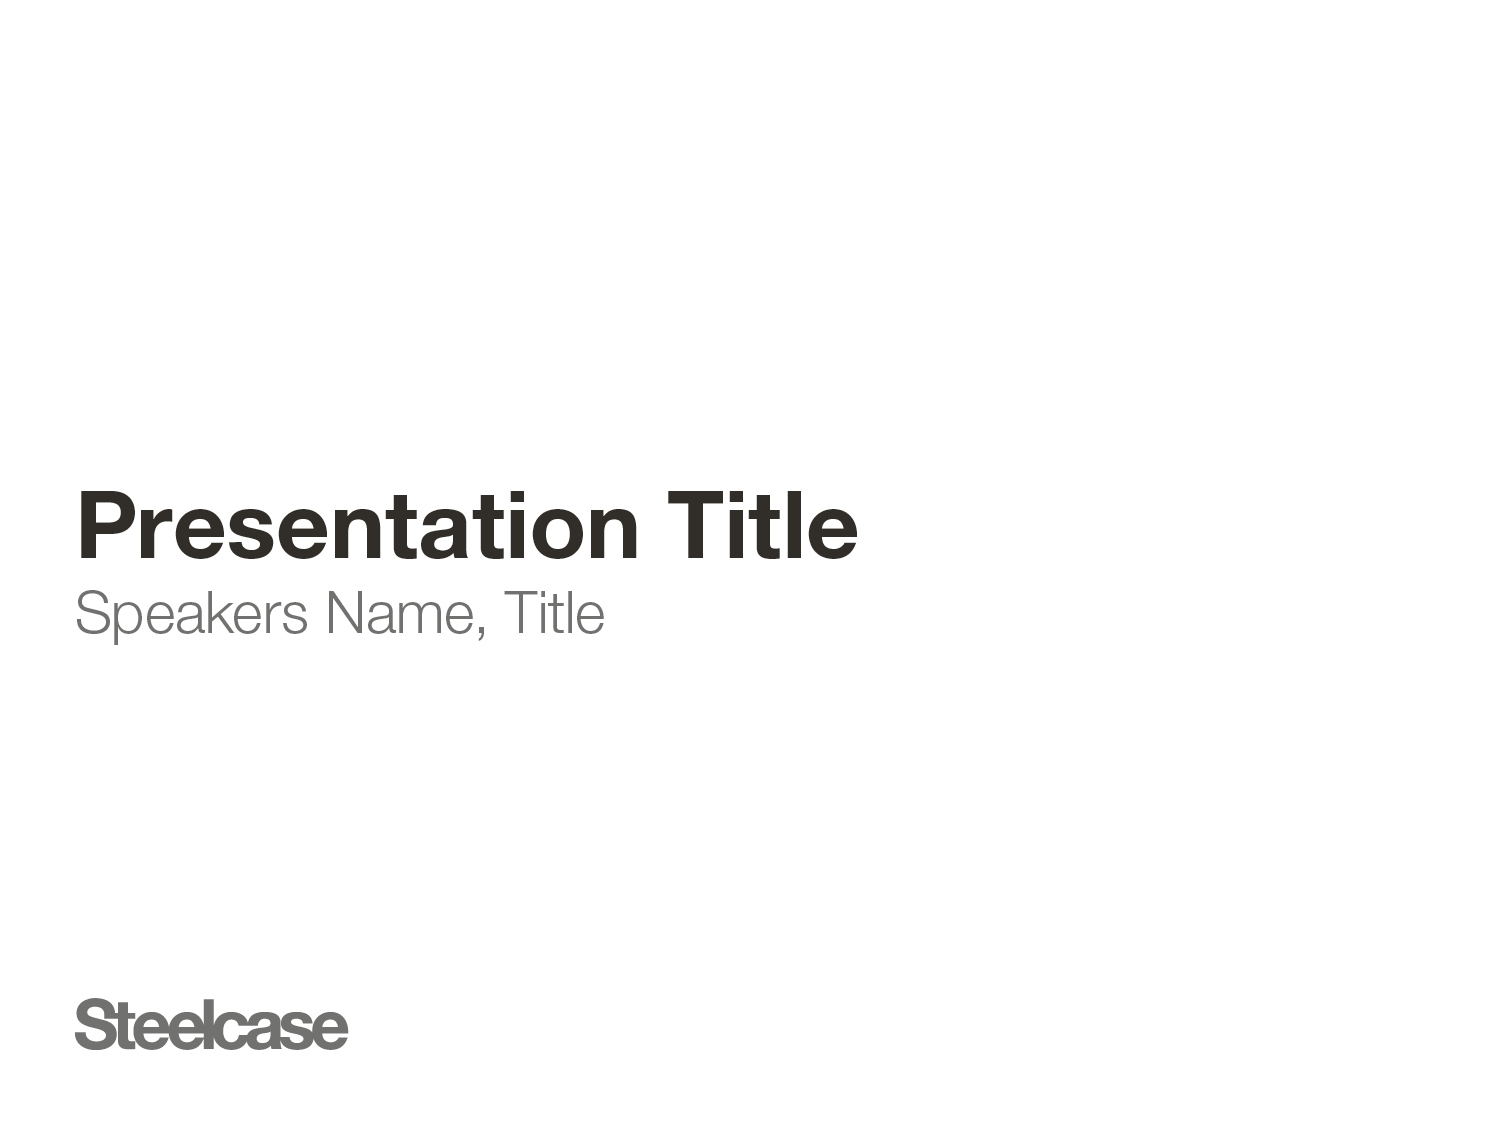 Presentation Title
Speakers Name, Title
Steelcase